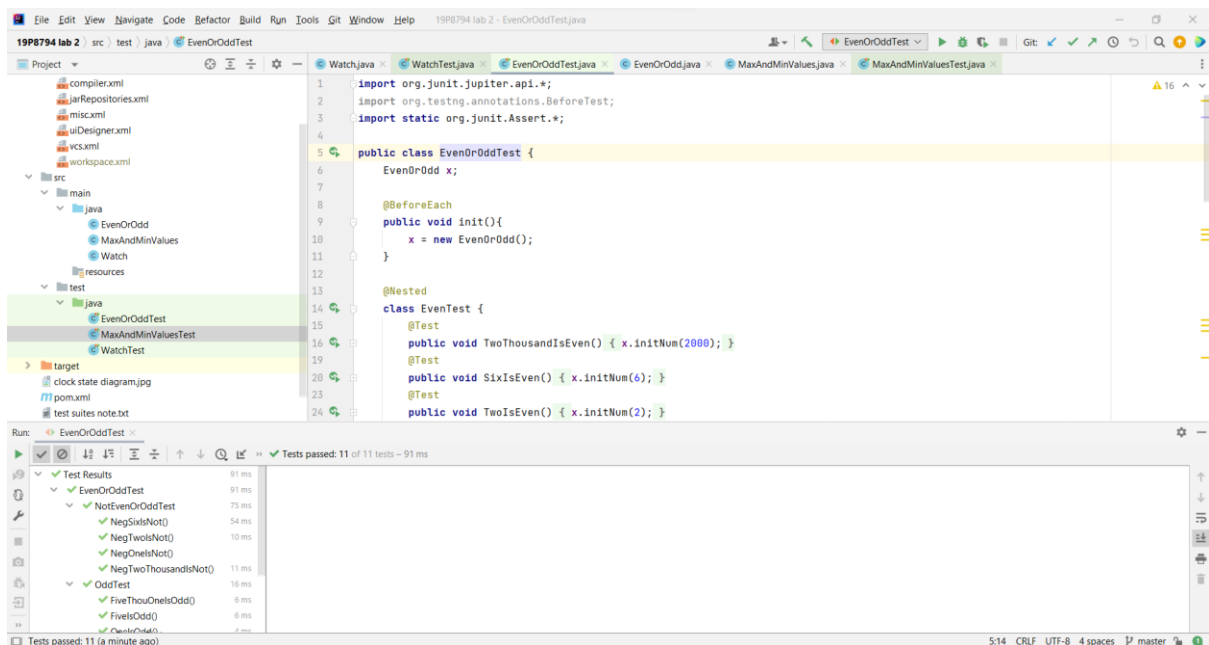 File Edit View Navigate Code Refactor Build Run Tools Git Window Help 19P8794 lab 2 - EvenOrOddTest.java
19P8794 lab 2 src test java EvenOrOddTest
EvenOrOddTest Git:
Project
Watch.java WatchTest.java EvenOrOddTest.java EvenOrOdd.java MaxAndMinValues.java MaxAndMinValuesTest.java
compiler.xml
jarRepositories.xml
misc.xml
uiDesigner.xml
vcs.xml
workspace.xml
src
main
java
EvenOrOdd
MaxAndMinValues
Watch
resources
test
java
EvenOrOddTest
MaxAndMinValuesTest
WatchTest
target
clock state diagram.jpg
pom.xml
test suites note.txt
1 import org.junit.jupiter.api.*;
2 import org.testng.annotations.BeforeTest;
3 import static org.junit.Assert.*;
4
5 public class EvenOrOddTest {
6 EvenOrOdd x;
7
8 @BeforeEach
9 public void init(){
10 x = new EvenOrOdd();
11 }
12
13 @Nested
14 class EvenTest {
15 @Test
16 public void TwoThousandIsEven() { x.initNum(2000); }
19 @Test
20 public void SixIsEven() { x.initNum(6); }
23 @Test
24 public void TwoIsEven() { x.initNum(2); }
16
Run: EvenOrOddTest
Tests passed: 11 of 11 tests – 91 ms
Test Results 91 ms
EvenOrOddTest 91 ms
NotEvenOrOddTest 75 ms
NegSixIsNot() 54 ms
NegTwoIsNot() 10 ms
NegOneIsNot()
NegTwoThousandIsNot() 11 ms
OddTest 16 ms
FiveThouOneIsOdd() 6 ms
FiveIsOdd() 6 ms
OneIsOdd() 4 ms
Tests passed: 11 (a minute ago)
5:14 CRLF UTF-8 4 spaces master